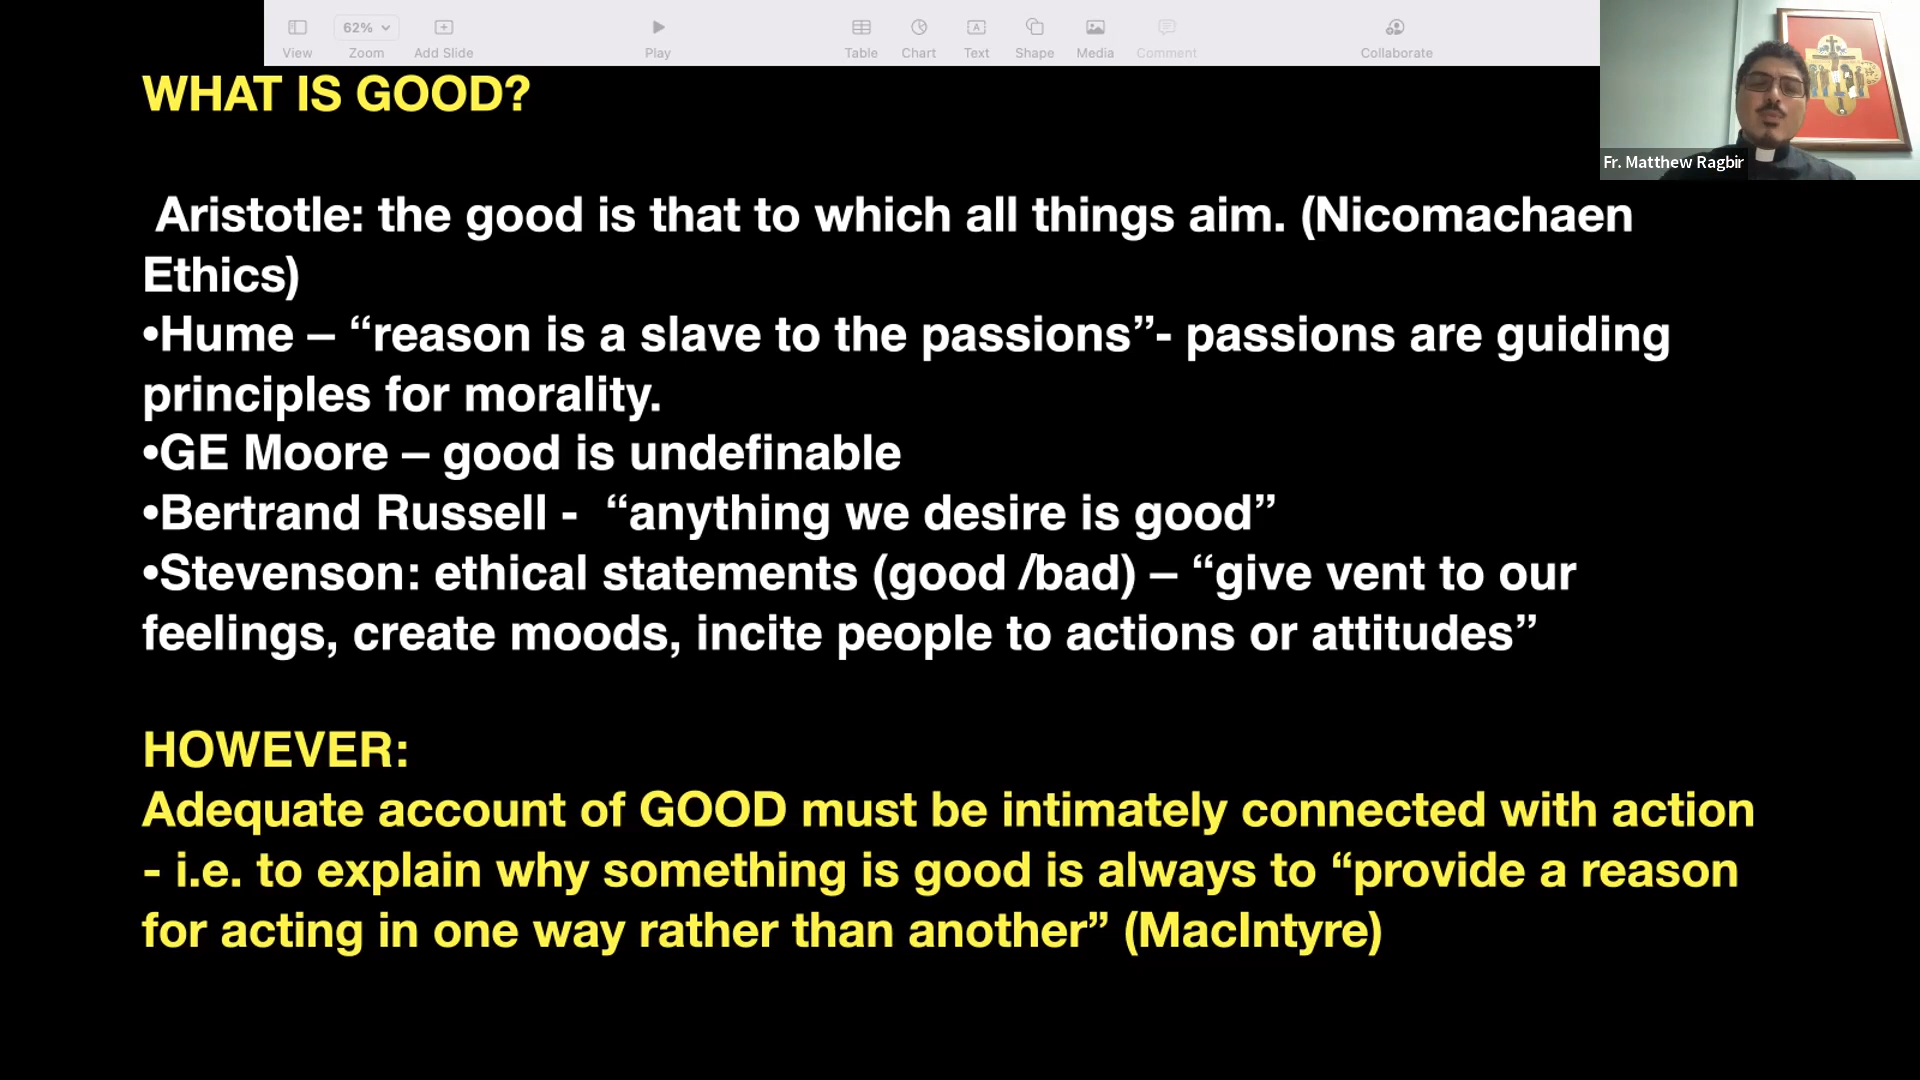 62%
View
Zoom
Add Slide
Play
Table
Chart
Text
Shape
Media
Comment
Collaborate
Fr. Matthew Ragbir
WHAT IS GOOD?
Aristotle: the good is that to which all things aim. (Nicomachaen
Ethics)
•Hume – “reason is a slave to the passions”- passions are guiding
principles for morality.
•GE Moore – good is undefinable
•Bertrand Russell -  “anything we desire is good”
•Stevenson: ethical statements (good /bad) – “give vent to our
feelings, create moods, incite people to actions or attitudes”
HOWEVER:
Adequate account of GOOD must be intimately connected with action
- i.e. to explain why something is good is always to “provide a reason
for acting in one way rather than another” (MacIntyre)